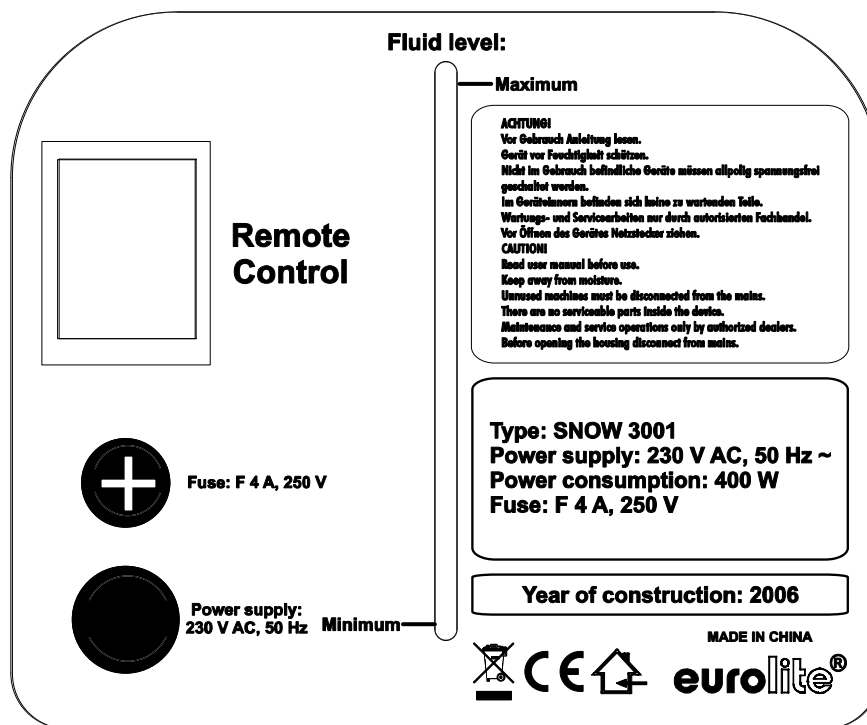 Fluid level:
Maximum
ACHTUNG!
Vor Gebrauch Anleitung lesen.
Gerät vor Feuchtigkeit schützen.
Nicht im Gebrauch befindliche Geräte müssen allpolig spannungsfrei
geschaltet werden.
Im Geräteinnern befinden sich keine zu wartenden Teile.
Wartungs- und Servicearbeiten nur durch autorisierten Fachhandel.
Vor Öffnen des Gerätes Netzstecker ziehen.
CAUTION!
Read user manual before use.
Keep away from moisture.
Unnused machines must be disconnected from the mains.
There are no serviceable parts inside the device.
Maintenance and service operations only by authorized dealers.
Before opening the housing disconnect from mains.
Remote
Control
Type: SNOW 3001
Power supply: 230 V AC, 50 Hz ~
Power consumption: 400 W
Fuse: F 4 A, 250 V
Fuse: F 4 A, 250 V
Year of construction: 2006
Power supply:
230 V AC, 50 Hz
Minimum
MADE IN CHINA
CE
eurolite®